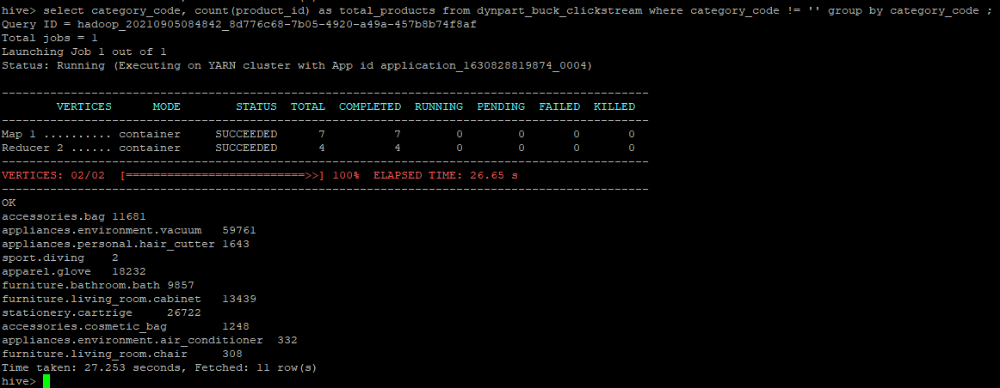 hive> select category_code, count(product_id) as total_products from dynpart_buck_clickstream where category_code != '' group by category_code ;
Query ID = hadoop_20210905084842_8d776c68-7b05-4920-a49a-457b8b74f8af
Total jobs = 1
Launching Job 1 out of 1
Status: Running (Executing on YARN cluster with App id application_1630828819874_0004)
----------------------------------------------------------------------------------------------
        VERTICES      MODE        STATUS  TOTAL  COMPLETED  RUNNING  PENDING  FAILED  KILLED
----------------------------------------------------------------------------------------------
Map 1 .......... container     SUCCEEDED      7          7        0        0       0       0
Reducer 2 ...... container     SUCCEEDED      4          4        0        0       0       0
----------------------------------------------------------------------------------------------
VERTICES: 02/02  [==========================>>] 100%  ELAPSED TIME: 26.65 s
----------------------------------------------------------------------------------------------
OK
accessories.bag 11681
appliances.environment.vacuum   59761
appliances.personal.hair_cutter 1643
sport.diving    2
apparel.glove   18232
furniture.bathroom.bath 9857
furniture.living_room.cabinet   13439
stationery.cartrige     26722
accessories.cosmetic_bag        1248
appliances.environment.air_conditioner  332
furniture.living_room.chair     308
Time taken: 27.253 seconds, Fetched: 11 row(s)
hive>